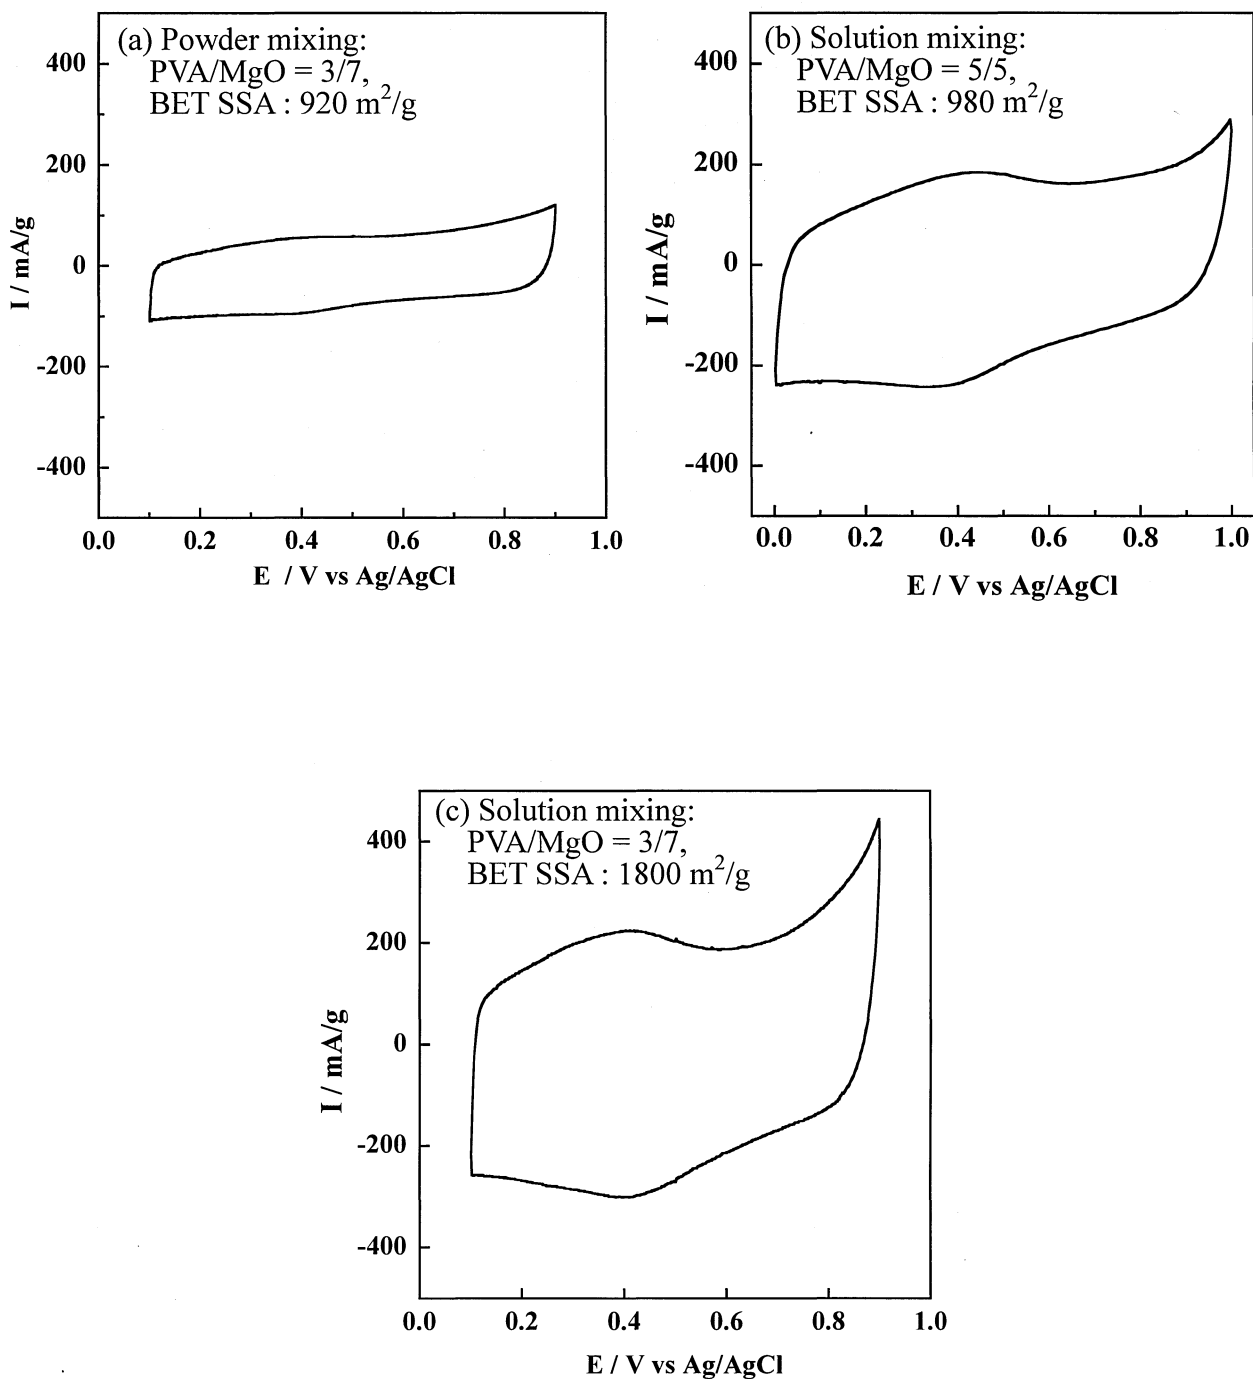 (a) Powder mixing:
PVA/MgO = 3/7,
BET SSA : 920 m²/g
400
200
0
-200
-400
I / mA/g
0.0 0.2 0.4 0.6 0.8 1.0
E / V vs Ag/AgCl
(b) Solution mixing:
PVA/MgO = 5/5,
BET SSA : 980 m²/g
400
200
0
-200
-400
I / mA/g
0.0 0.2 0.4 0.6 0.8 1.0
E / V vs Ag/AgCl
(c) Solution mixing:
PVA/MgO = 3/7,
BET SSA : 1800 m²/g
400
200
0
-200
-400
I / mA/g
0.0 0.2 0.4 0.6 0.8 1.0
E / V vs Ag/AgCl